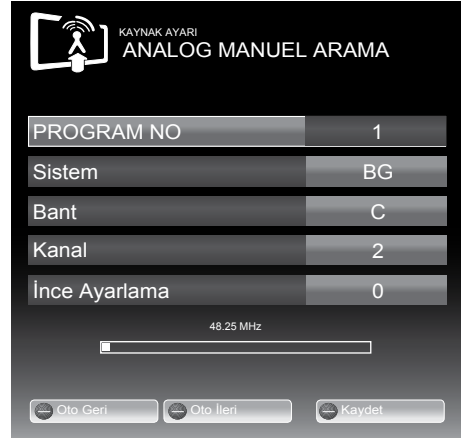 KAYNAK AYARI
ANALOG MANUEL ARAMA
PROGRAM NO 1
Sistem BG
Bant C
Kanal 2
İnce Ayarlama 0
48.25 MHz
Oto Geri Oto İleri Kaydet